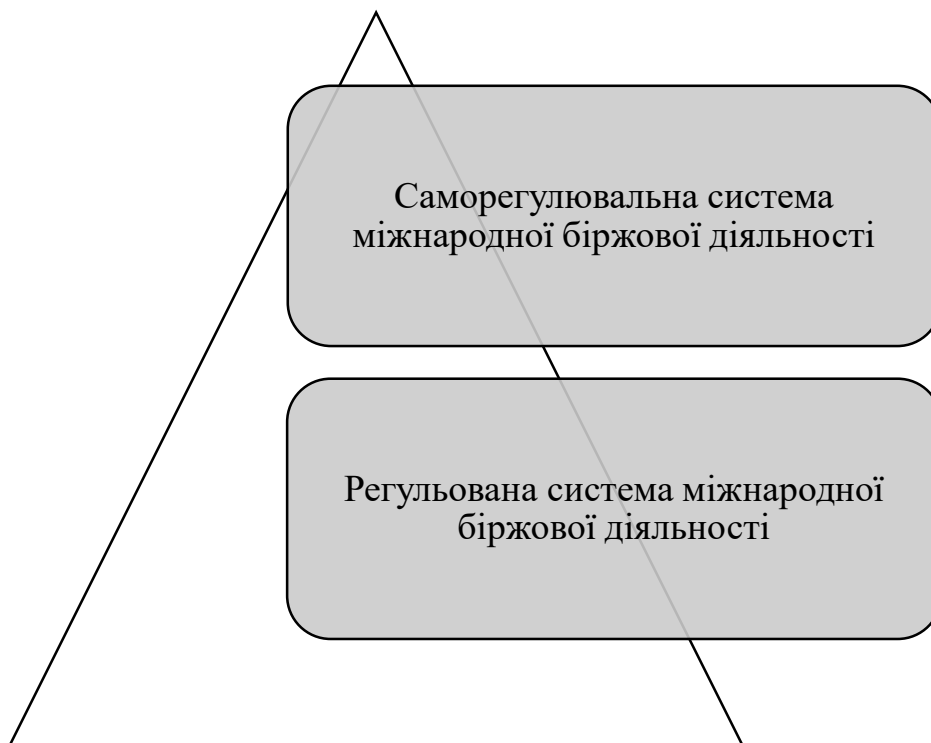 Саморегулювальна система
міжнародної біржової діяльності
Регульована система міжнародної
біржової діяльності